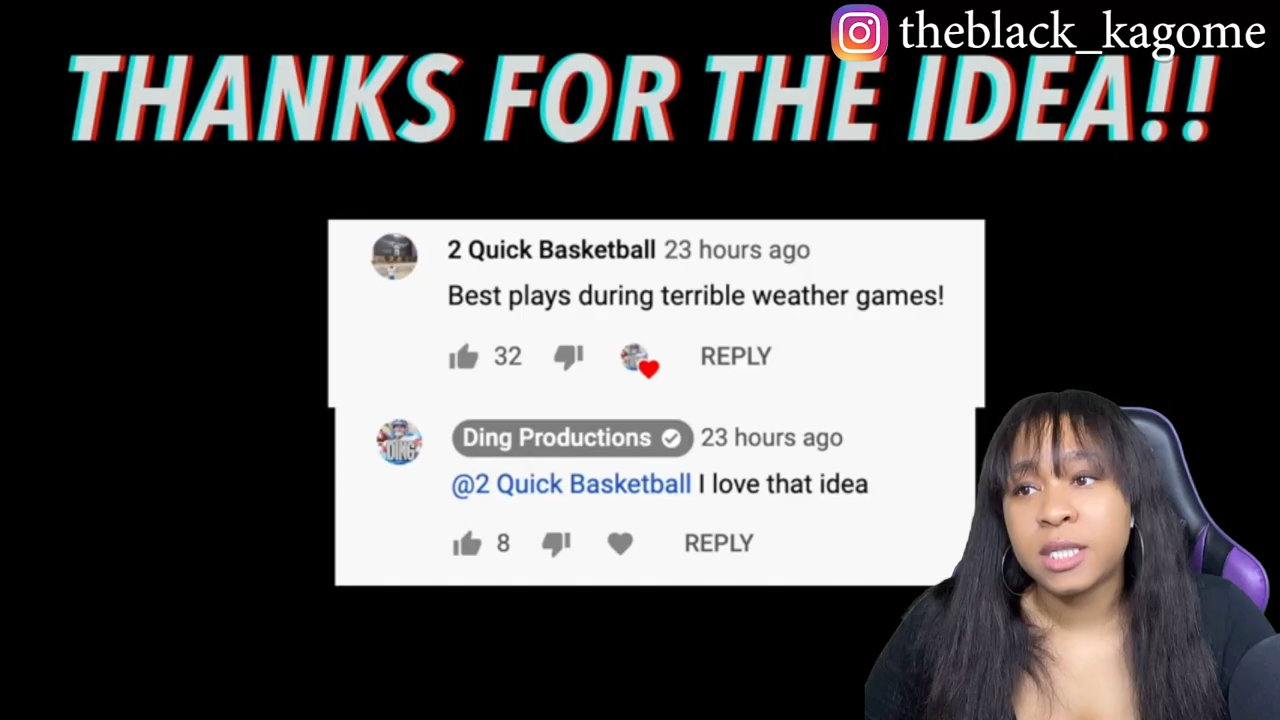 theblack_kagome
THANKS FOR THE IDEA!!
2 Quick Basketball 23 hours ago
Best plays during terrible weather games!
32 REPLY
DING
Ding Productions 23 hours ago
@2 Quick Basketball I love that idea
8 REPLY